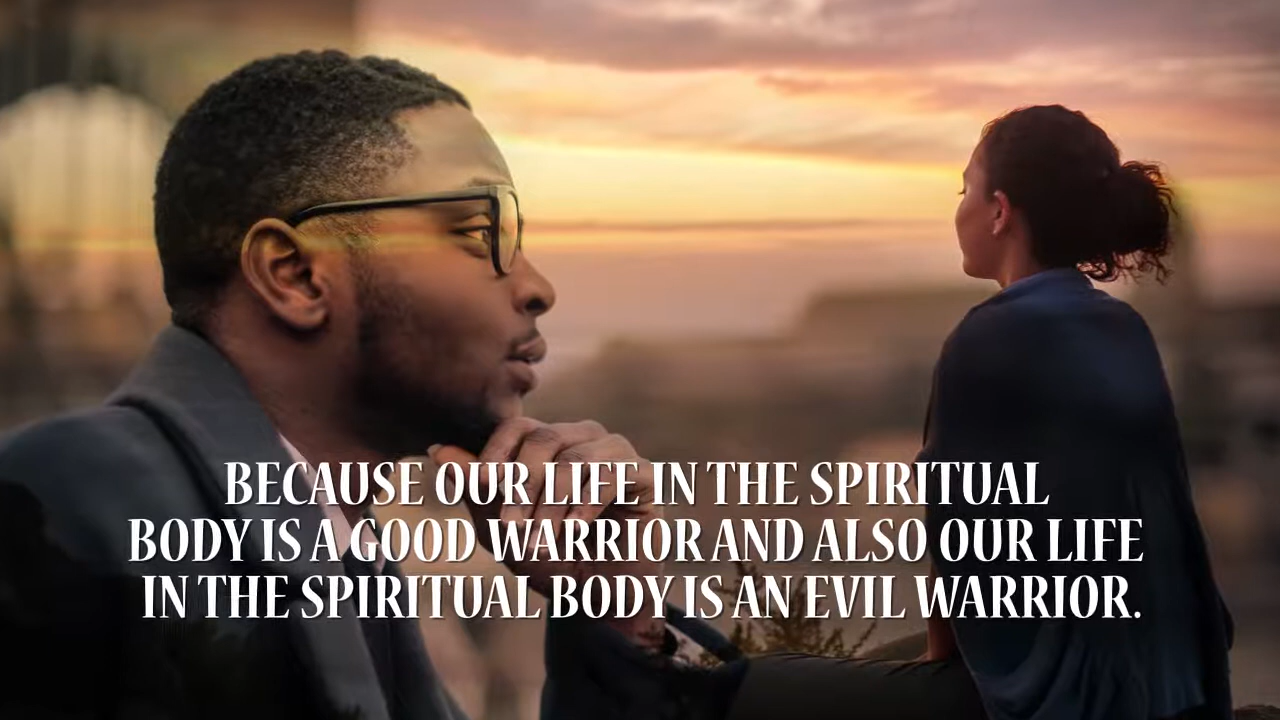 BECAUSE OUR LIFE IN THE SPIRITUAL
BODY IS A GOOD WARRIOR AND ALSO OUR LIFE
IN THE SPIRITUAL BODY IS AN EVIL WARRIOR.